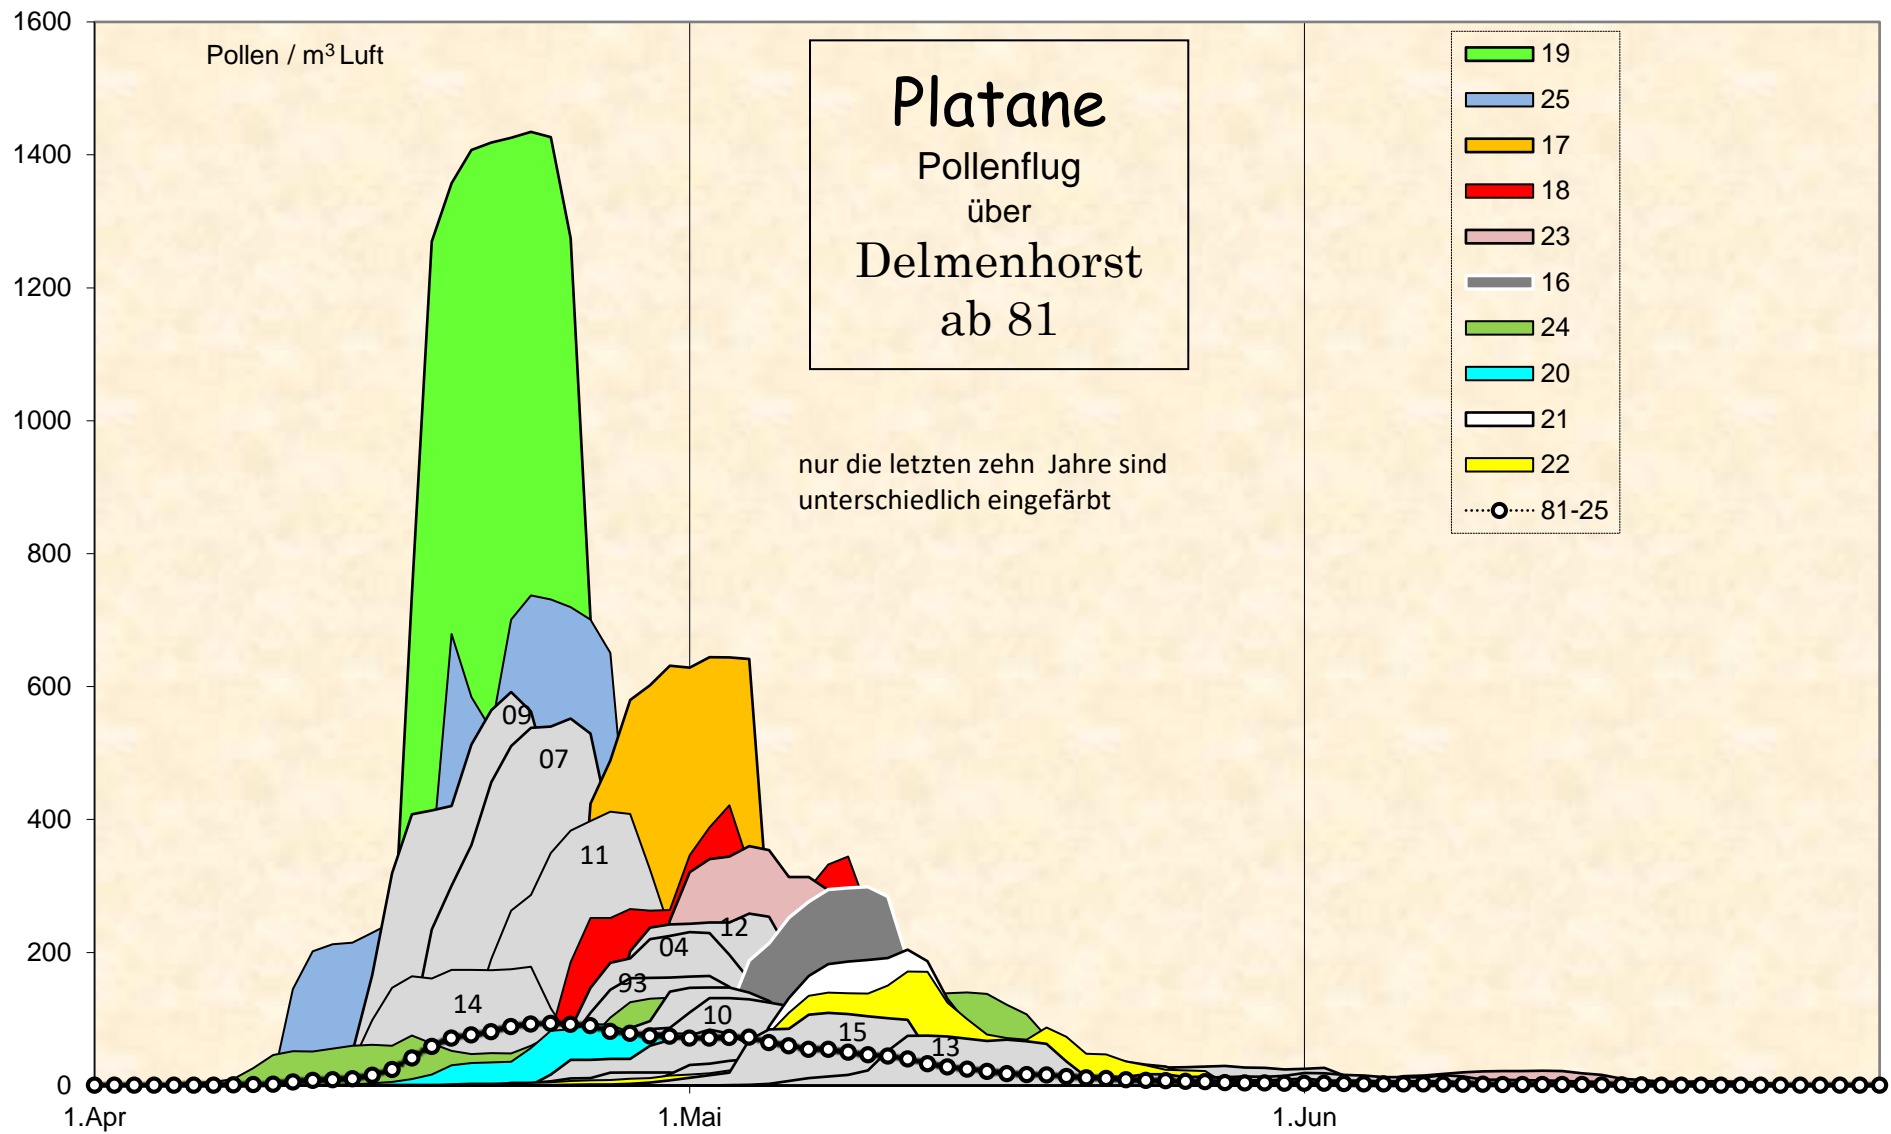 1600
1400
1200
1000
800
600
400
200
0
Pollen / m³ Luft
Platane
Pollenflug
über
Delmenhorst
ab 81
nur die letzten zehn Jahre sind
unterschiedlich eingefärbt
19
25
17
18
23
16
24
20
21
22
81-25
09
07
11
12
04
93
14
10
15
13
1.Apr
1.Mai
1.Jun